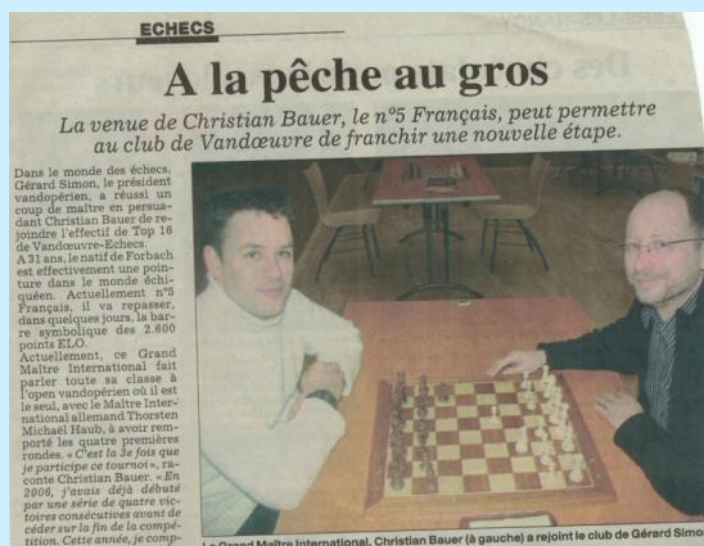 ECHECS
A la pêche au gros
La venue de Christian Bauer, le n°5 Français, peut permettre
au club de Vandœuvre de franchir une nouvelle étape.
Dans le monde des échecs,
Gérard Simon, le président
vandopérien, a réussi un
coup de maître en persua-
dant Christian Bauer de re-
joindre l'effectif de Top 16
de Vandœuvre-Echecs.
A 31 ans, le natif de Forbach
est effectivement une poin-
ture dans le monde échi-
quéen. Actuellement n°5
Français, il va repasser,
dans quelques jours, la bar-
re symbolique des 2.600
points ELO.
Actuellement, ce Grand
Maître International fait
parler toute sa classe à
l'open vandopérien où il est
le seul, avec le Maître Inter-
national allemand Thorsten
Michaël Haub, à avoir rem-
porté les quatre premières
rondes. « C'est la 3e fois que
je participe ce tournoi », ra-
conte Christian Bauer. « En
2006, j'avais déjà débuté
par une série de quatre vic-
toires consécutives avant de
céder sur la fin de la compé-
tition. Cette année, je comp-
Le Grand Maître International, Christian Bauer (à gauche) a rejoint le club de Gérard Simon